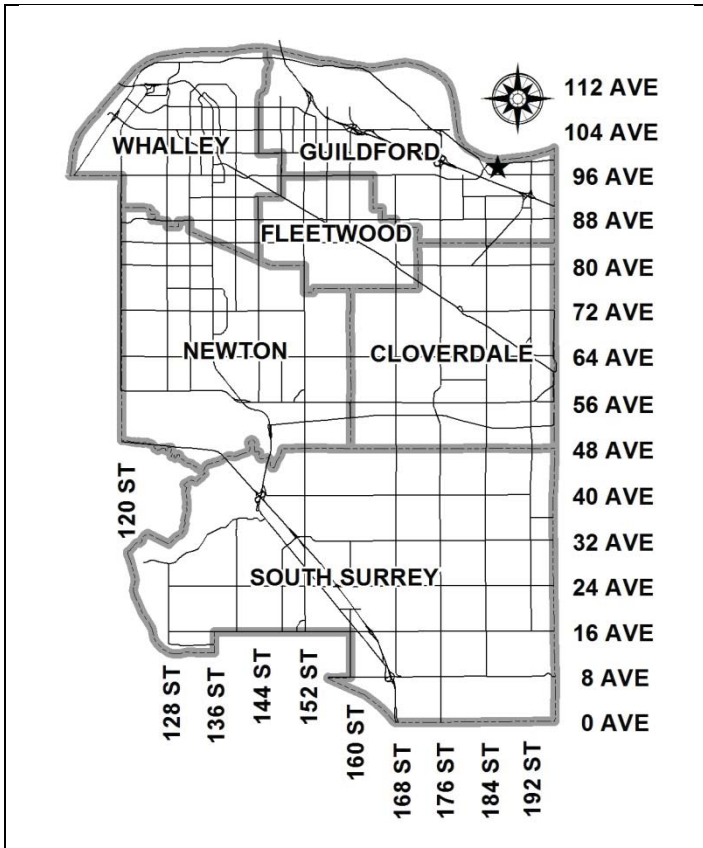 112 AVE
104 AVE
WHALLEY
GUILDFORD
96 AVE
88 AVE
FLEETWOOD
80 AVE
72 AVE
NEWTON
CLOVERDALE
64 AVE
56 AVE
48 AVE
120 ST
40 AVE
32 AVE
SOUTH SURREY
24 AVE
16 AVE
128 ST
136 ST
144 ST
152 ST
160 ST
168 ST
176 ST
184 ST
192 ST
8 AVE
0 AVE